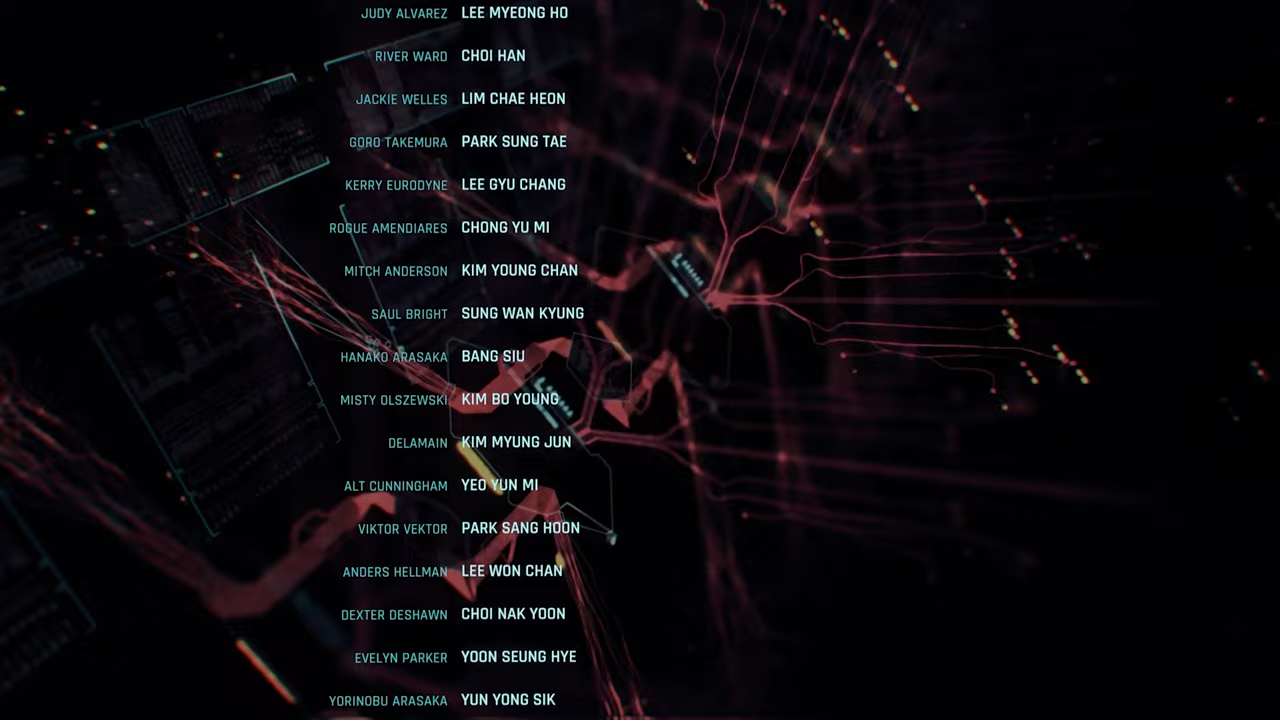 JUDY ALVAREZ LEE MYEONG HO
RIVER WARD CHOI HAN
JACKIE WELLES LIM CHAE HEON
GORO TAKEMURA PARK SUNG TAE
KERRY EURODYNE LEE GYU CHANG
ROGUE AMENDIARES CHONG YU MI
MITCH ANDERSON KIM YOUNG CHAN
SAUL BRIGHT SUNG WAN KYUNG
HANAKO ARASAKA BANG SIU
MISTY OLSZEWSKI KIM BO YOUNG
DELAMAIN KIM MYUNG JUN
ALT CUNNINGHAM YEO YUN MI
VIKTOR VEKTOR PARK SANG HOON
ANDERS HELLMAN LEE WON CHAN
DEXTER DESHAWN CHOI NAK YOON
EVELYN PARKER YOON SEUNG HYE
YORINOBU ARASAKA YUN YONG SIK